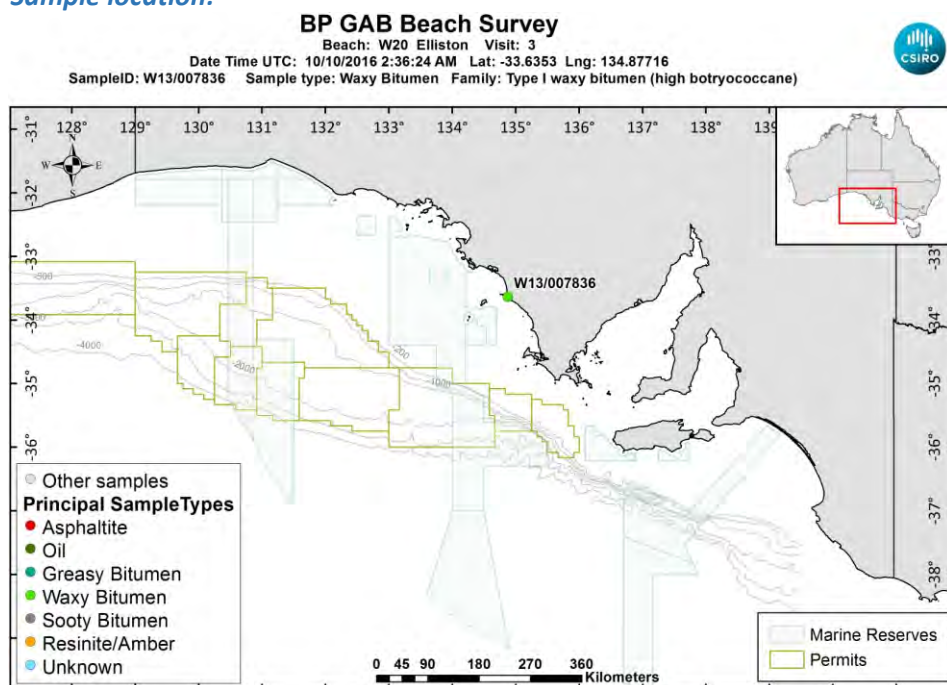 Sample location:
BP GAB Beach Survey
Beach: W20 Elliston Visit: 3
Date Time UTC: 10/10/2016 2:36:24 AM Lat: -33.6353 Lng: 134.87716
SampleID: W13/007836 Sample type: Waxy Bitumen Family: Type I waxy bitumen (high botryococcane)
CSIRO
128° 129° 130° 131° 132° 133° 134° 135° 136° 137° 138° 139
-31°
-32°
-33°
-34°
-35°
-36°
-37°
-38°
N
W E
S
-31°
-32°
-33°
-34°
-35°
-36°
-37°
-38°
W13/007836
-200
-1000
-2000
-4000
Other samples
Principal SampleTypes
Asphaltite
Oil
Greasy Bitumen
Waxy Bitumen
Sooty Bitumen
Resinite/Amber
Unknown
0 45 90 180 270 360
Kilometers
Marine Reserves
Permits